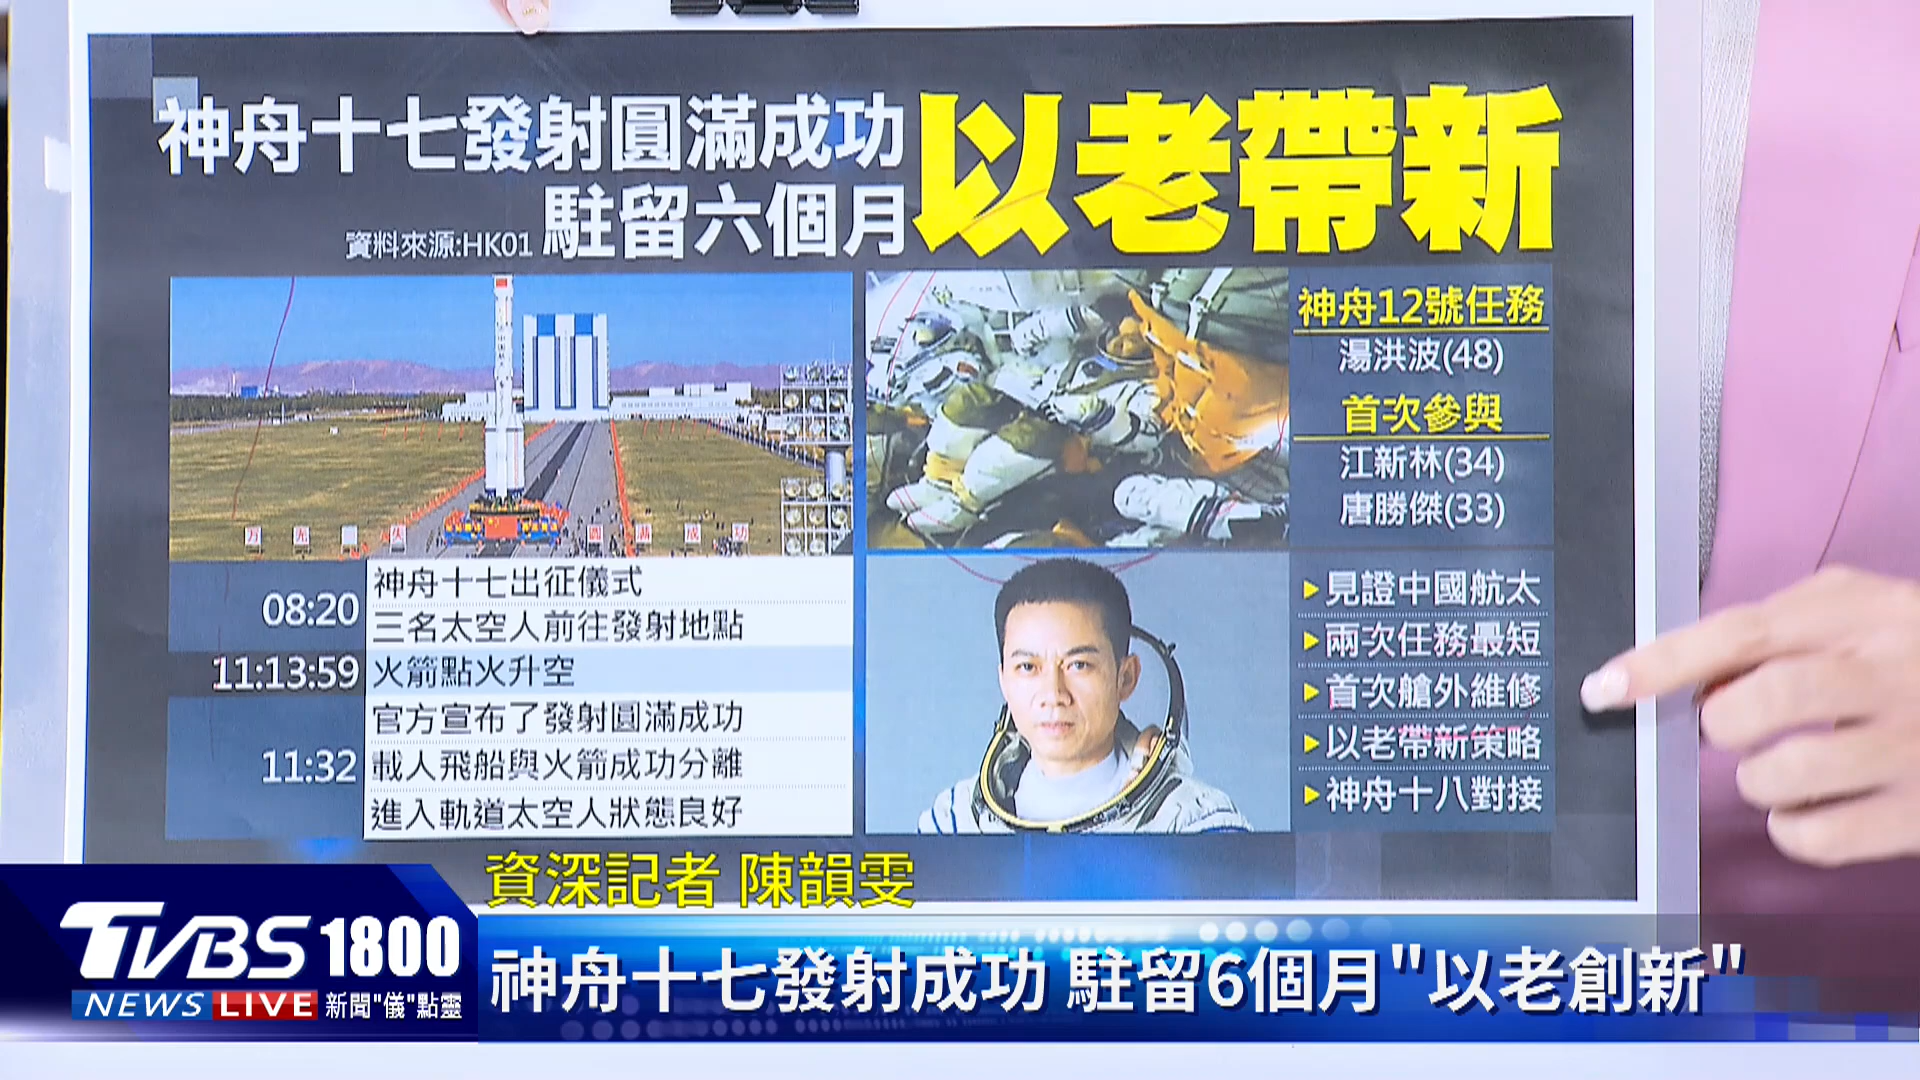 神舟十七發射圓滿成功
駐留六個月
以老帶新
資料來源:HK01
神舟12號任務
湯洪波(48)
首次參與
江新林(34)
唐勝傑(33)
08:20
神舟十七出征儀式
三名太空人前往發射地點
11:13:59
火箭點火升空
11:32
官方宣布了發射圓滿成功
載人飛船與火箭成功分離
進入軌道太空人狀態良好
▸見證中國航太
▸兩次任務最短
▸首次艙外維修
▸以老帶新策略
▸神舟十八對接
資深記者 陳韻雯
TVBS 1800
NEWS LIVE 新聞"儀"點靈
神舟十七發射成功 駐留6個月"以老創新"